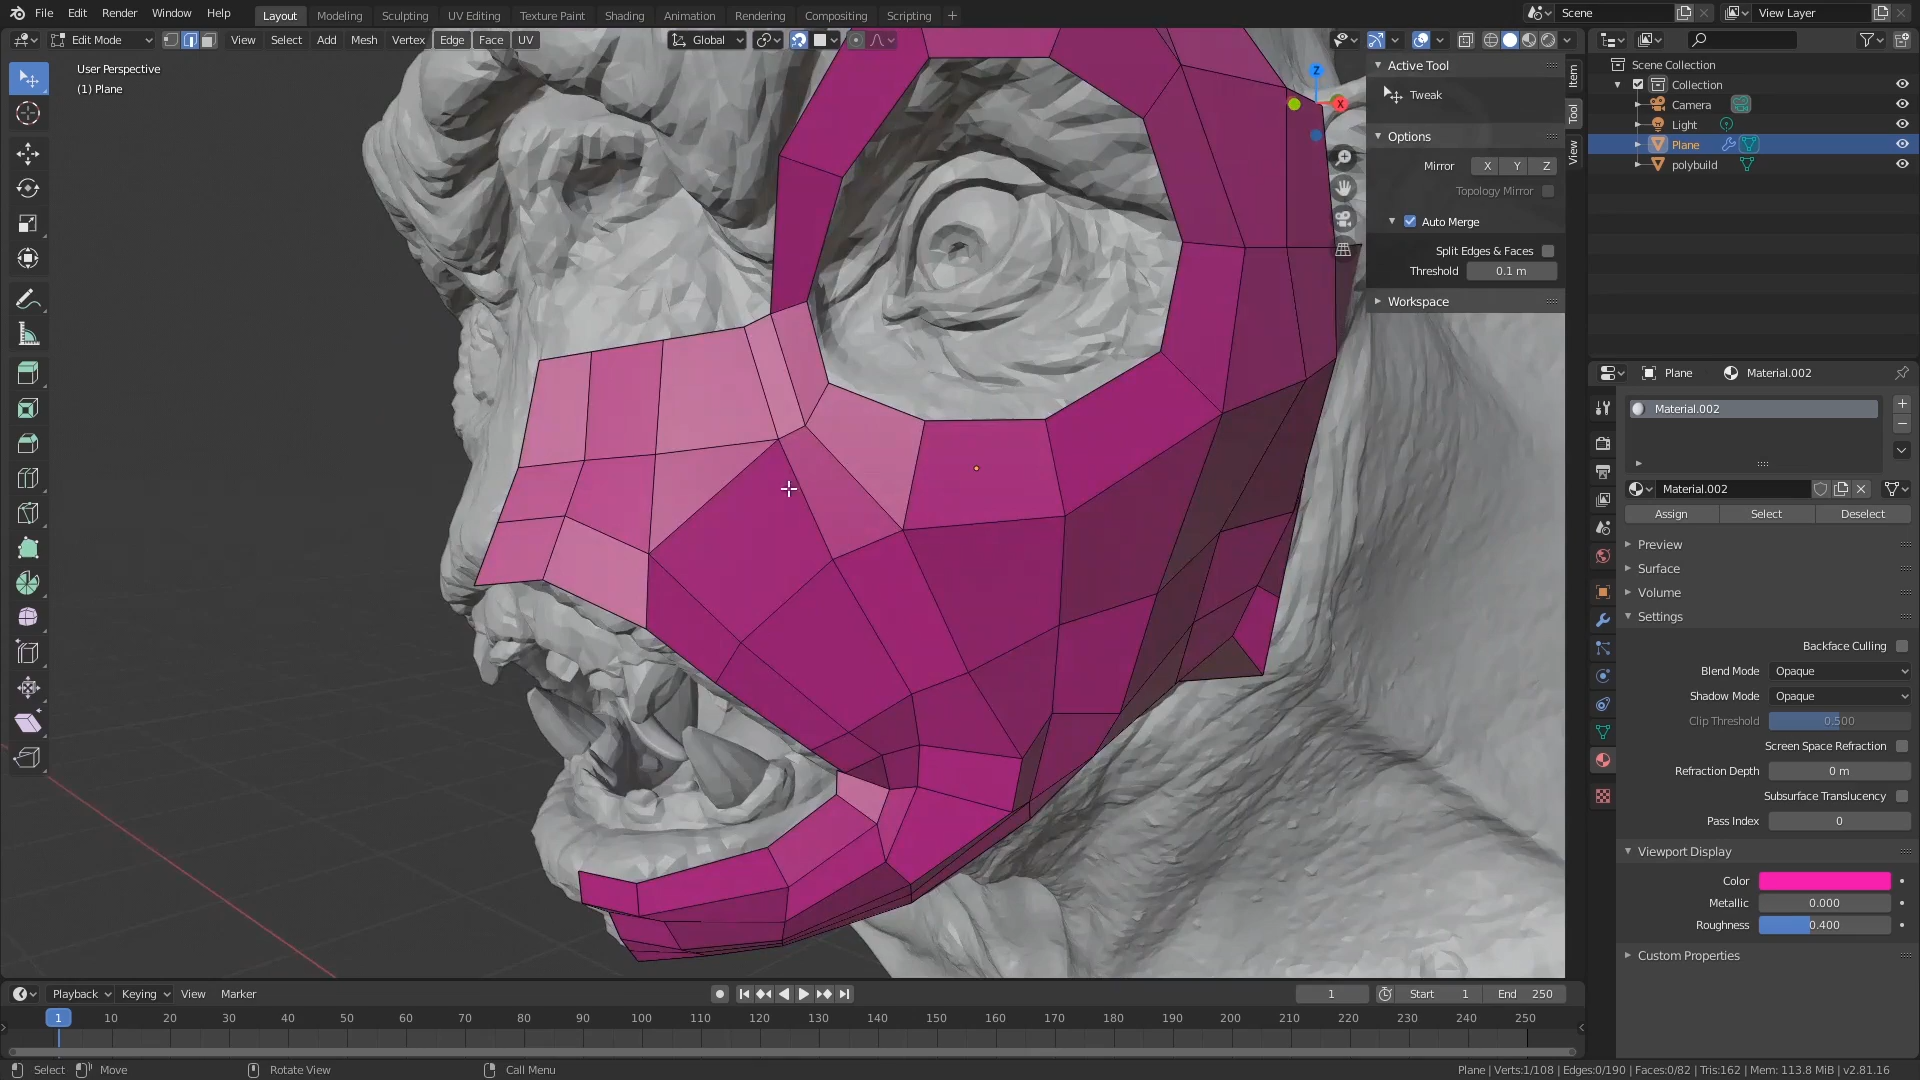 File Edit Render Window Help Layout Modeling Sculpting UV Editing Texture Paint Shading Animation Rendering Compositing Scripting + Scene View Layer
Edit Mode View Select Add Mesh Vertex Edge Face UV Global
User Perspective
(1) Plane
Z
X
Active Tool
Tweak
Options
Mirror X Y Z
Topology Mirror
Auto Merge
Split Edges & Faces
Threshold 0.1 m
Workspace
Item
Tool
View
Scene Collection
Collection
Camera
Light
Plane
polybuild
Plane Material.002
Material.002
Material.002
Assign Select Deselect
Preview
Surface
Volume
Settings
Backface Culling
Blend Mode Opaque
Shadow Mode Opaque
Clip Threshold 0.500
Screen Space Refraction
Refraction Depth 0 m
Subsurface Translucency
Pass Index 0
Viewport Display
Color
Metallic 0.000
Roughness 0.400
Custom Properties
Playback Keying View Marker 1 Start 1 End 250
1 10 20 30 40 50 60 70 80 90 100 110 120 130 140 150 160 170 180 190 200 210 220 230 240 250
Select Move Rotate View Call Menu Plane | Verts:1/108 | Edges:0/190 | Faces:0/82 | Tris:162 | Mem: 113.8 MiB | v2.81.16